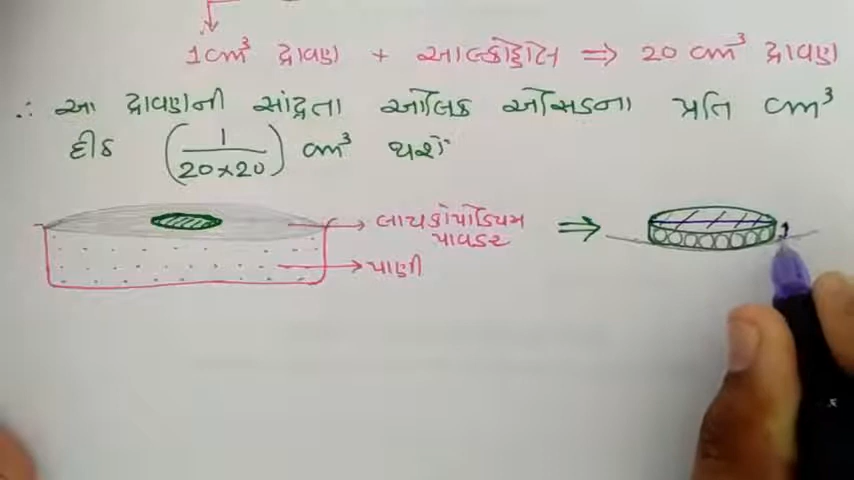 1cm³ દ્રાવણ + આલ્કોહોલ ⇒ 20 cm³ દ્રાવણ
∴ આ દ્રાવણની સાંદ્રતા ઓલિક એસિડના પ્રતિ cm³
દીઠ (1/20×20) cm³ થશે
લાયકોપોડિયમ
પાવડર
પાણી